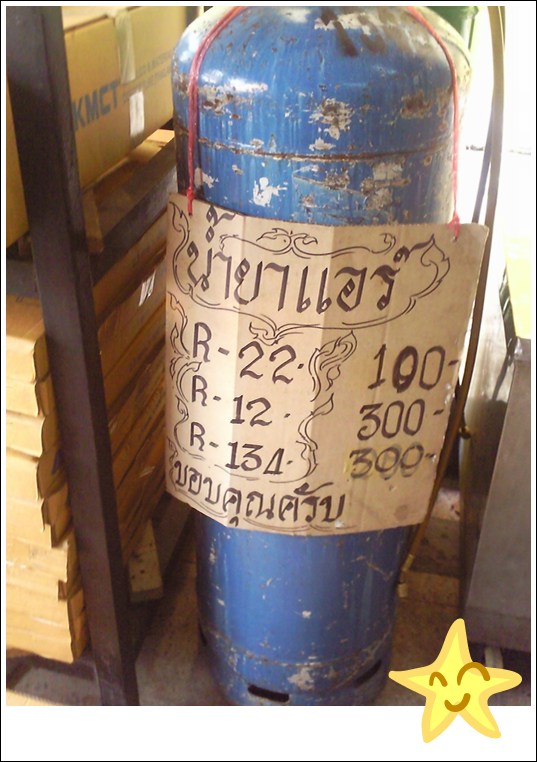 KMCT
น้ำยาแอร์
R-22. 100-
R-12. 300-
R-134. 300-
ขอบคุณครับ